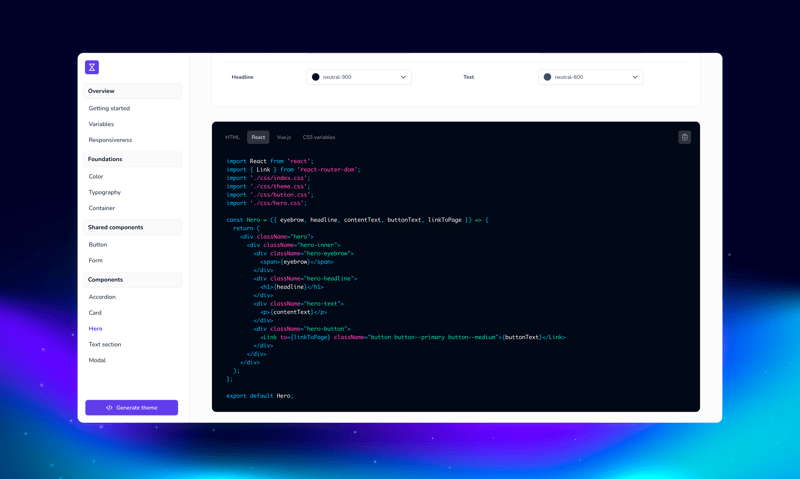 Overview
Getting started
Variables
Responsiveness
Foundations
Color
Typography
Container
Shared components
Button
Form
Components
Accordion
Card
Hero
Text section
Modal
Generate theme
Headline neutral-900 Text neutral-600
HTML React Vue.js CSS variables
import React from 'react';
import { Link } from 'react-router-dom';
import './css/index.css';
import './css/theme.css';
import './css/button.css';
import './css/hero.css';
const Hero = ({ eyebrow, headline, contentText, buttonText, linkToPage }) => {
return (
<div className="hero">
<div className="hero-inner">
<div className="hero-eyebrow">
<span>{eyebrow}</span>
</div>
<div className="hero-headline">
<h1>{headline}</h1>
</div>
<div className="hero-text">
<p>{contentText}</p>
</div>
<div className="hero-button">
<Link to={linkToPage} className="button button--primary button--medium">{buttonText}</Link>
</div>
</div>
</div>
);
};
export default Hero;